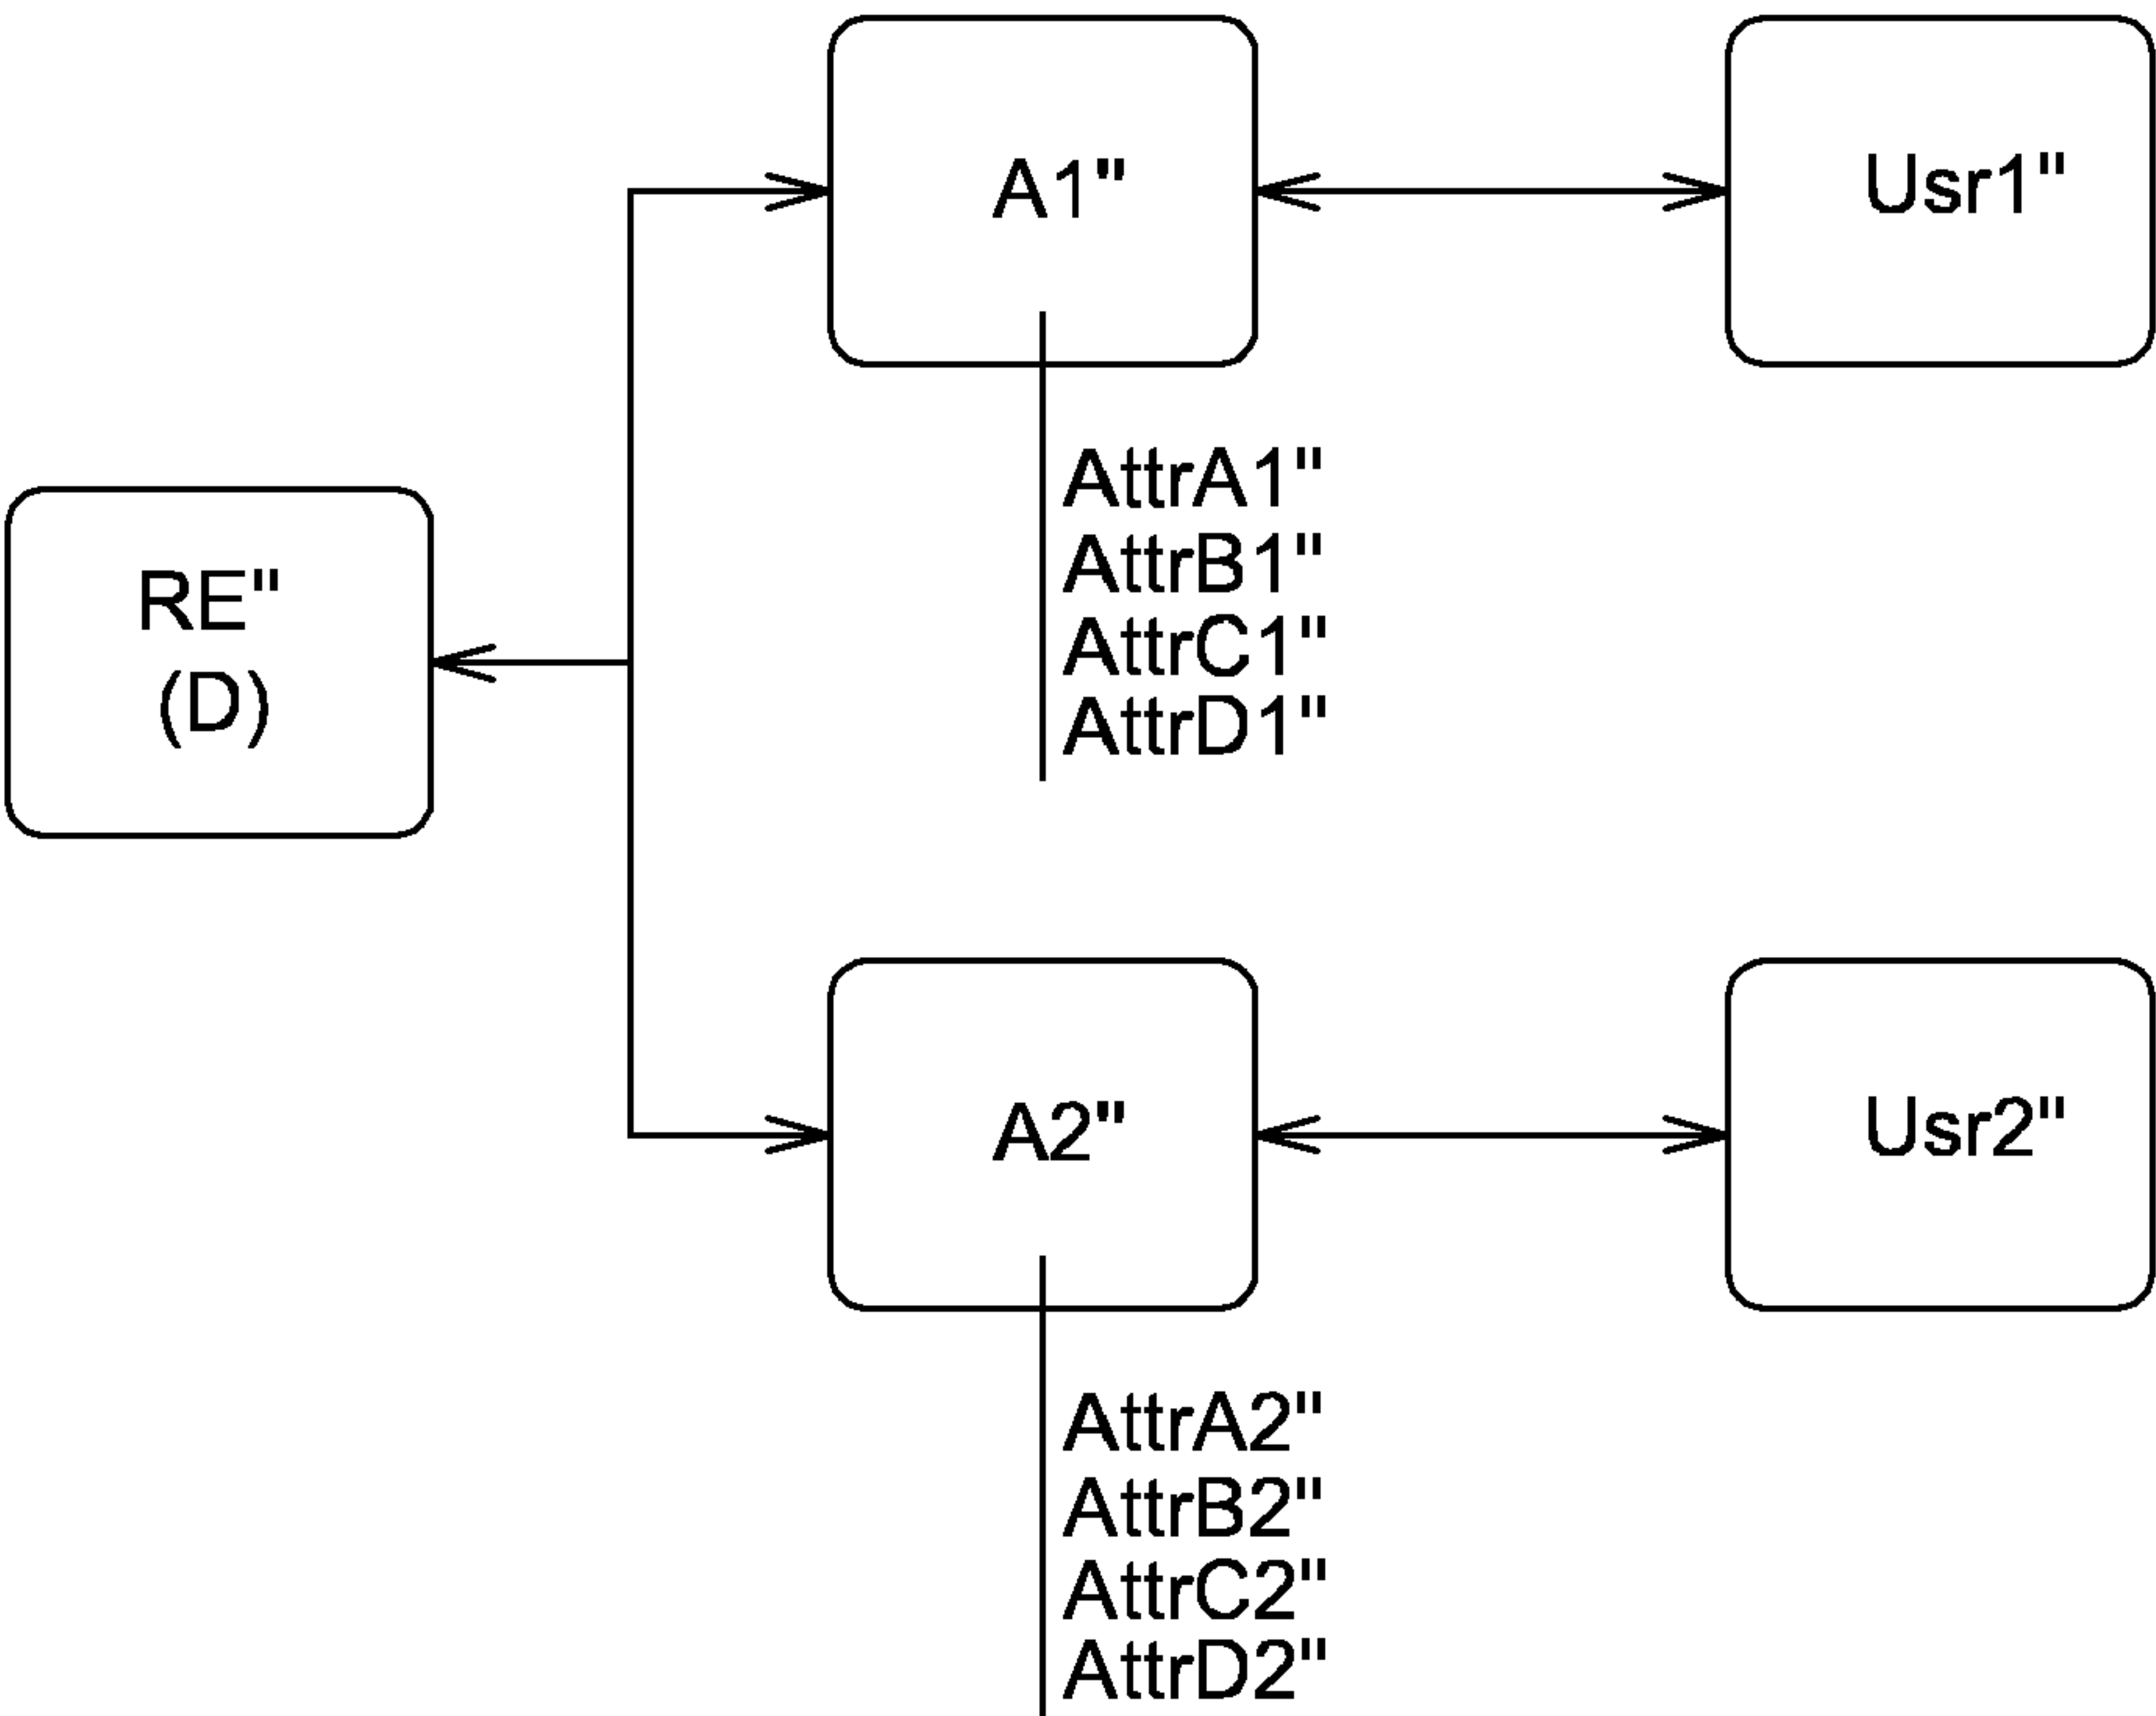 A1"
Usr1"
AttrA1"
AttrB1"
AttrC1"
AttrD1"
RE"
(D)
A2"
Usr2"
AttrA2"
AttrB2"
AttrC2"
AttrD2"